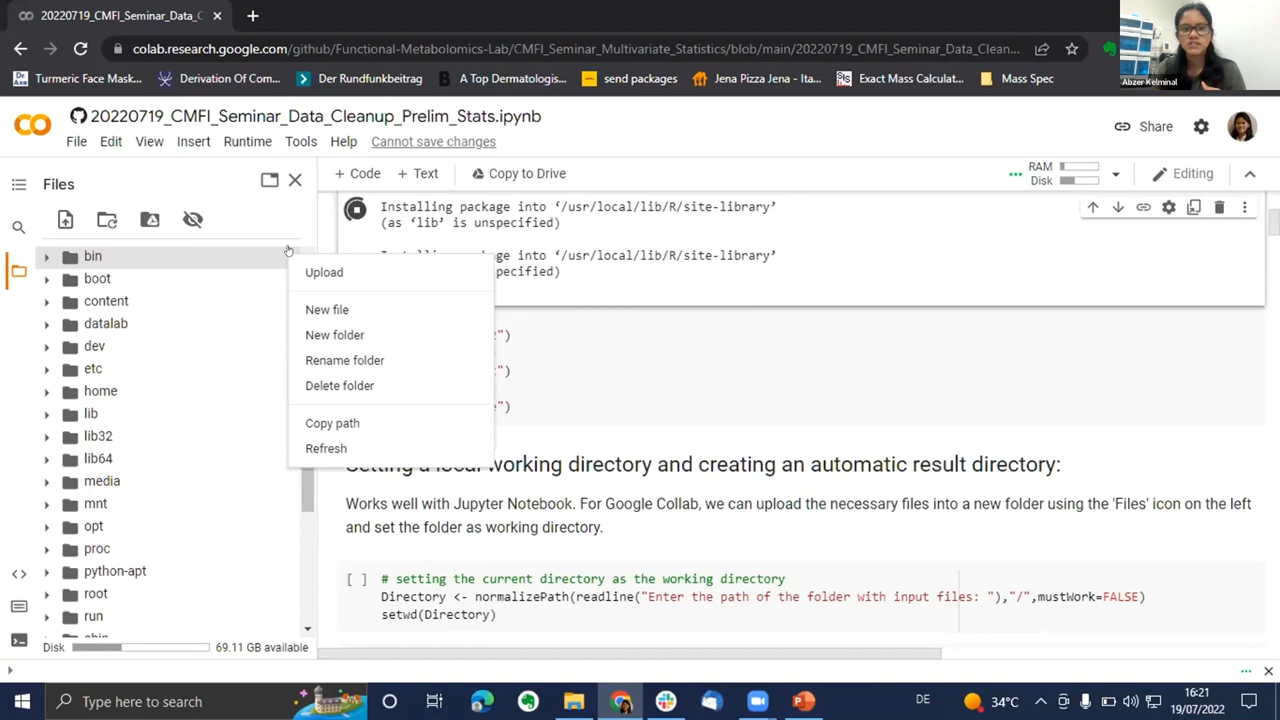 20220719_CMFI_Seminar_Data_C
colab.research.google.com/github/Functional-Metabolomics-Lab/CMFI_Seminar_Multivariate_Statistics/blob/main/20220719_CMFI_Seminar_Data_Clean...
Turmeric Face Mask...
Derivation Of Com...
Der Rundfunkbeitrag
A Top Dermatologis...
send packages
Jena Pizza Jena | Ita...
Exact Mass Calculat...
Mass Spec
Abzer Kelminal
20220719_CMFI_Seminar_Data_Cleanup_Prelim_Stats.ipynb
File Edit View Insert Runtime Tools Help Cannot save changes
Share
Files
+ Code + Text Copy to Drive
RAM
Disk
Editing
bin
boot
content
datalab
dev
etc
home
lib
lib32
lib64
media
mnt
opt
proc
python-apt
root
run
Disk 69.11 GB available
Upload
New file
New folder
Rename folder
Delete folder
Copy path
Refresh
Installing package into ‘/usr/local/lib/R/site-library’
(as ‘lib’ is unspecified)
package into ‘/usr/local/lib/R/site-library’
specified)
")
")
")
Setting a local working directory and creating an automatic result directory:
Works well with Jupyter Notebook. For Google Collab, we can upload the necessary files into a new folder using the 'Files' icon on the left
and set the folder as working directory.
[ ] # setting the current directory as the working directory
Directory <- normalizePath(readline("Enter the path of the folder with input files: "),"/",mustWork=FALSE)
setwd(Directory)
Type here to search
DE
34°C
16:21
19/07/2022